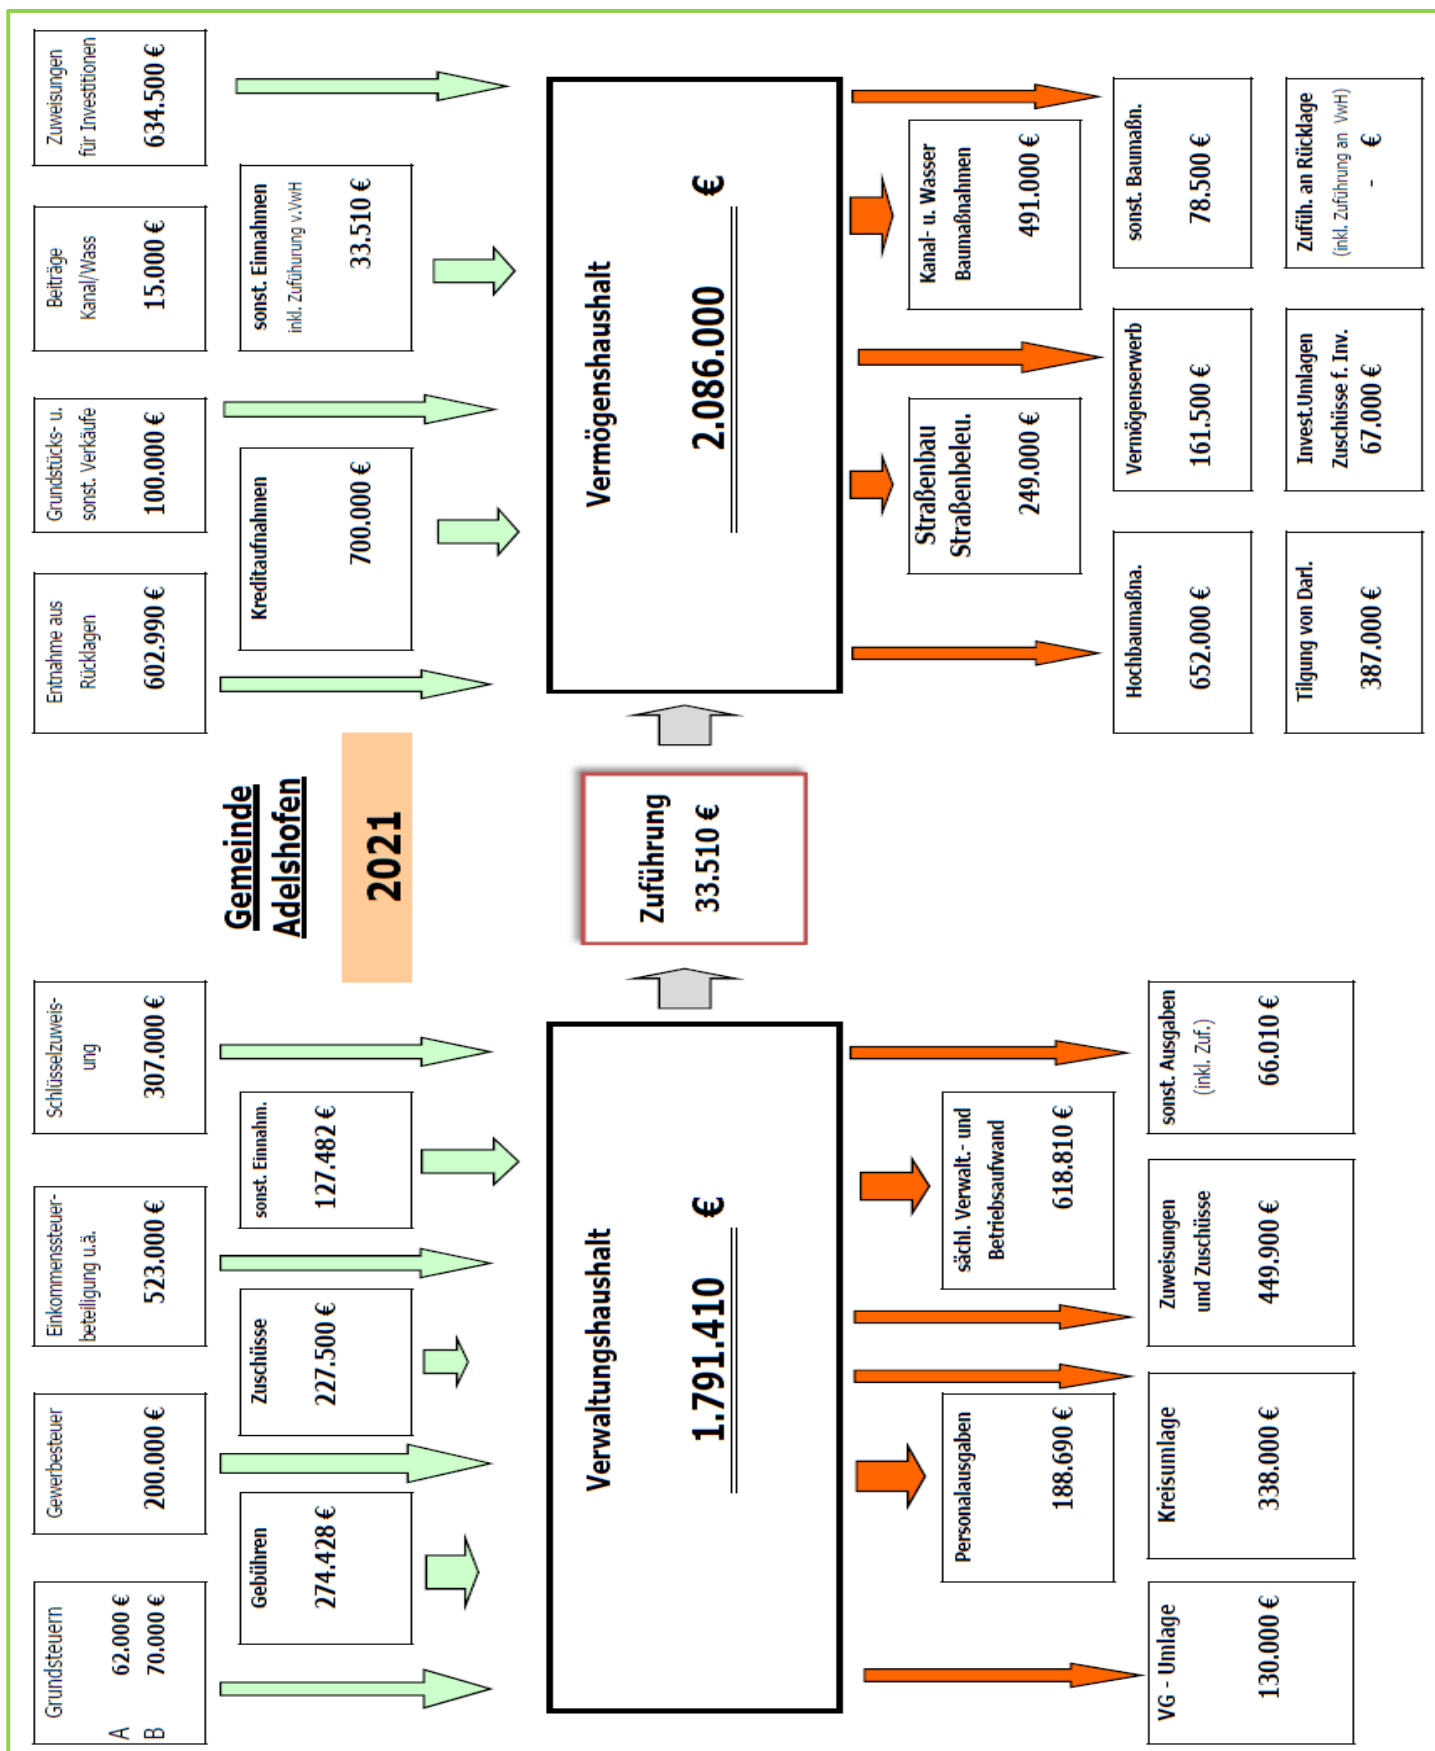 Grundsteuern
A 62.000 €
B 70.000 €
Gewerbesteuer
200.000 €
Einkommenssteuer-
beteiligung u.ä.
523.000 €
Schlüsselzuweis-
ung
307.000 €
Gebühren
274.428 €
Zuschüsse
227.500 €
sonst. Einnahm.
127.482 €
Gemeinde
Adelshofen
2021
Entnahme aus
Rücklagen
602.990 €
Grundstücks- u.
sonst. Verkäufe
100.000 €
Beiträge
Kanal/Wass
15.000 €
Zuweisungen
für Investitionen
634.500 €
Kreditaufnahmen
700.000 €
sonst. Einnahmen
inkl. Zufühurung v.VwH
33.510 €
Verwaltungshaushalt
1.791.410 €
Zuführung
33.510 €
Vermögenshaushalt
2.086.000 €
Personalausgaben
188.690 €
sächl. Verwalt.- und
Betriebsaufwand
618.810 €
VG - Umlage
130.000 €
Kreisumlage
338.000 €
Zuweisungen
und Zuschüsse
449.900 €
sonst. Ausgaben
(inkl. Zuf.)
66.010 €
Straßenbau
Straßenbeleu.
249.000 €
Kanal- u. Wasser
Baumaßnahmen
491.000 €
Hochbaumaßna.
652.000 €
Vermögenserwerb
161.500 €
sonst. Baumaßn.
78.500 €
Tilgung von Darl.
387.000 €
Invest.Umlagen
Zuschüsse f. Inv.
67.000 €
Zuführ. an Rücklage
(inkl. Zuführung an VwH)
- €